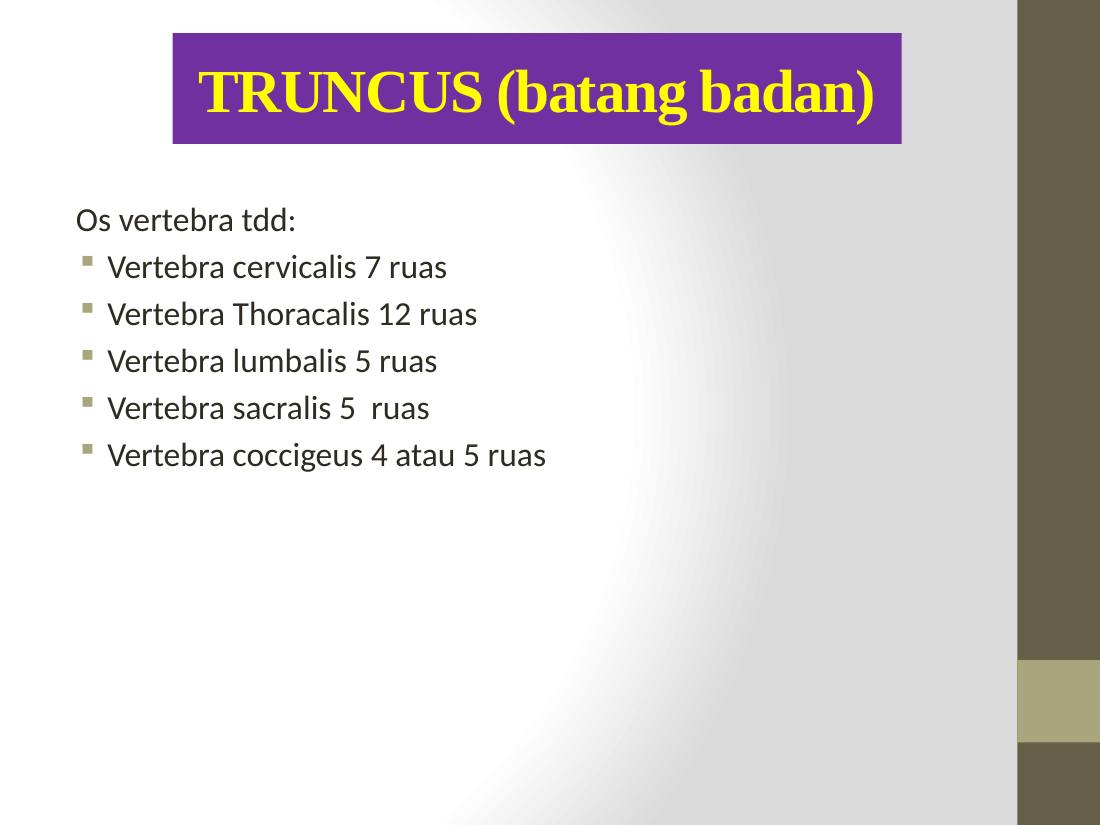 TRUNCUS (batang badan)
Os vertebra tdd:
▪ Vertebra cervicalis 7 ruas
▪ Vertebra Thoracalis 12 ruas
▪ Vertebra lumbalis 5 ruas
▪ Vertebra sacralis 5  ruas
▪ Vertebra coccigeus 4 atau 5 ruas